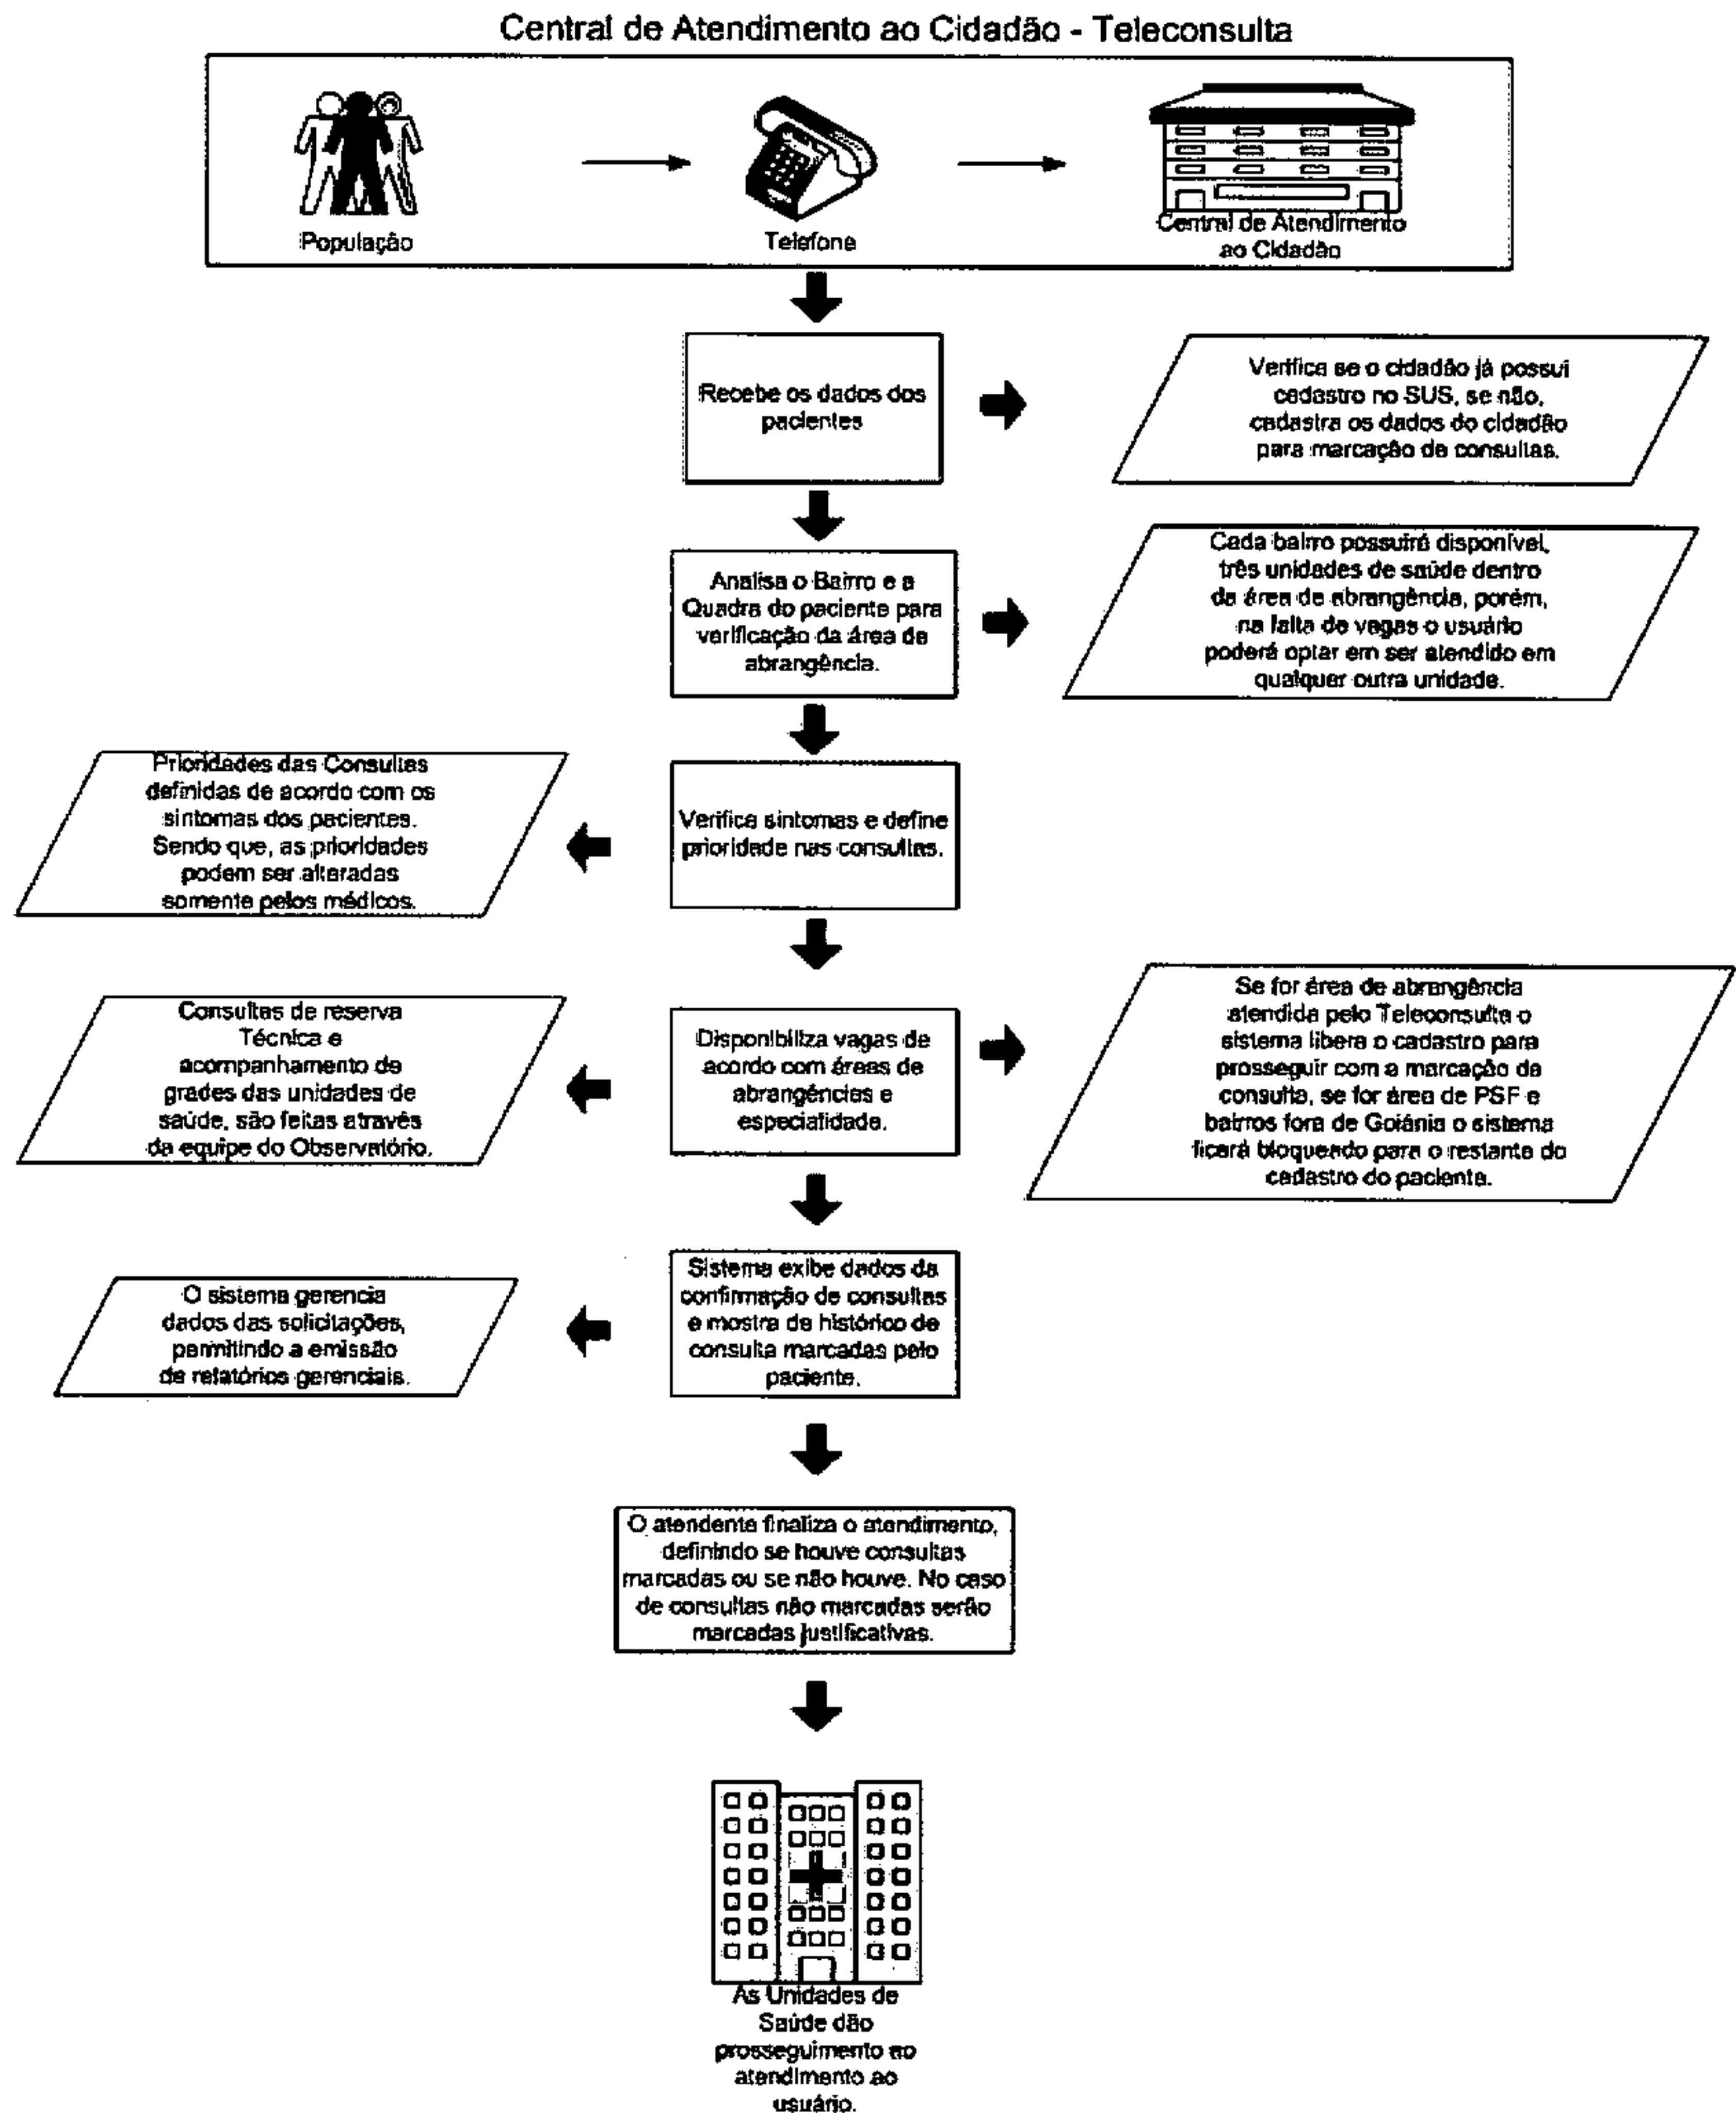 Central de Atendimento ao Cidadão - Teleconsulta
População
Telefone
Central de Atendimento
ao Cidadão
Recebe os dados dos
pacientes
Verifica se o cidadão já possui
cadastro no SUS, se não,
cadastra os dados do cidadão
para marcação de consultas.
Analisa o Bairro e a
Quadra do paciente para
verificação da área de
abrangência.
Cada bairro possuirá disponível,
três unidades de saúde dentro
da área de abrangência, porém,
na falta de vagas o usuário
poderá optar em ser atendido em
qualquer outra unidade.
Prioridades das Consultas
definidas de acordo com os
sintomas dos pacientes.
Sendo que, as prioridades
podem ser alteradas
somente pelos médicos.
Verifica sintomas e define
prioridade nas consultas.
Consultas de reserva
Técnica e
acompanhamento de
grades das unidades de
saúde, são feitas através
da equipe do Observatório.
Disponibiliza vagas de
acordo com áreas de
abrangências e
especialidade.
Se for área de abrangência
atendida pelo Teleconsulta o
sistema libera o cadastro para
prosseguir com a marcação da
consulta, se for área de PSF e
bairros fora de Goiânia o sistema
ficará bloquendo para o restante do
cadastro do paciente.
O sistema gerencia
dados das solicitações,
permitindo a emissão
de relatórios gerenciais.
Sistema exibe dados da
confirmação de consultas
e mostra de histórico de
consulta marcadas pelo
paciente.
O atendente finaliza o atendimento,
definindo se houve consultas
marcadas ou se não houve. No caso
de consultas não marcadas serão
marcadas justificativas.
As Unidades de
Saúde dão
prosseguimento ao
atendimento ao
usuário.